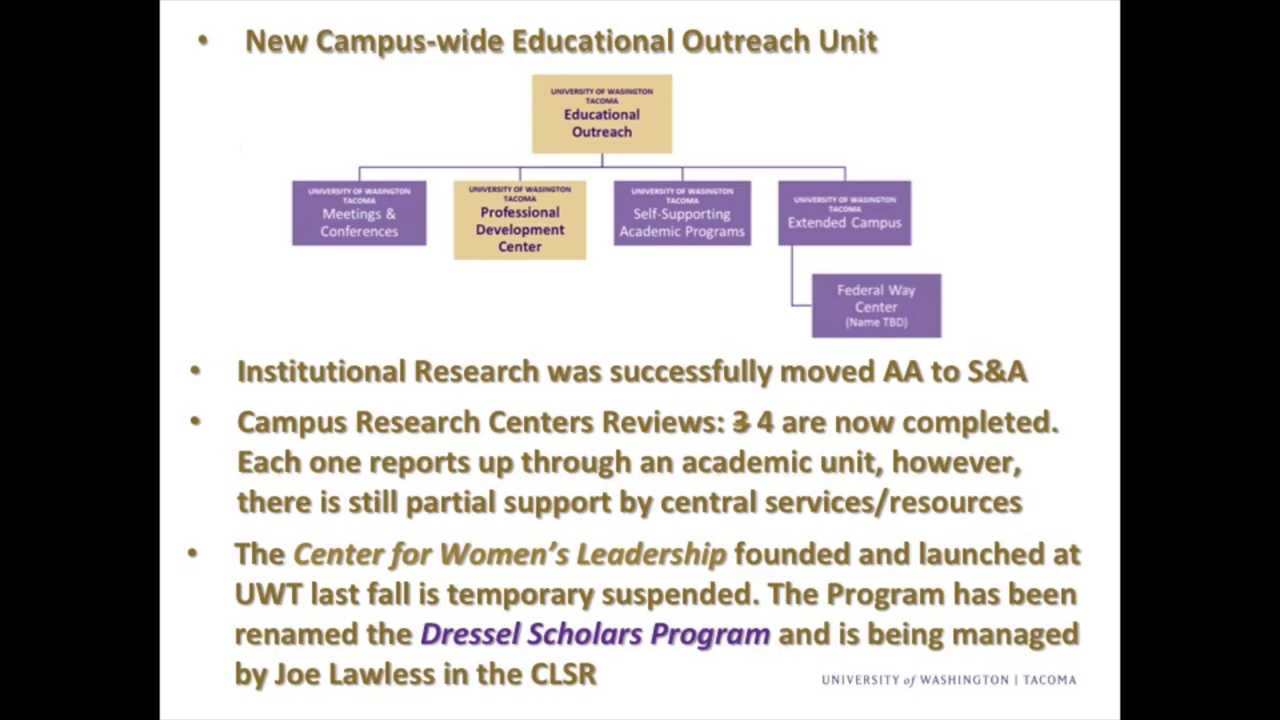 • New Campus-wide Educational Outreach Unit
UNIVERSITY OF WASINGTON
TACOMA
Educational
Outreach
UNIVERSITY OF WASINGTON
TACOMA
Meetings &
Conferences
UNIVERSITY OF WASINGTON
TACOMA
Professional
Development
Center
UNIVERSITY OF WASINGTON
TACOMA
Self-Supporting
Academic Programs
UNIVERSITY OF WASINGTON
TACOMA
Extended Campus
Federal Way
Center
(Name TBD)
• Institutional Research was successfully moved AA to S&A
• Campus Research Centers Reviews: 3 4 are now completed.
Each one reports up through an academic unit, however,
there is still partial support by central services/resources
• The Center for Women's Leadership founded and launched at
UWT last fall is temporary suspended. The Program has been
renamed the Dressel Scholars Program and is being managed
by Joe Lawless in the CLSR
UNIVERSITY of WASHINGTON | TACOMA